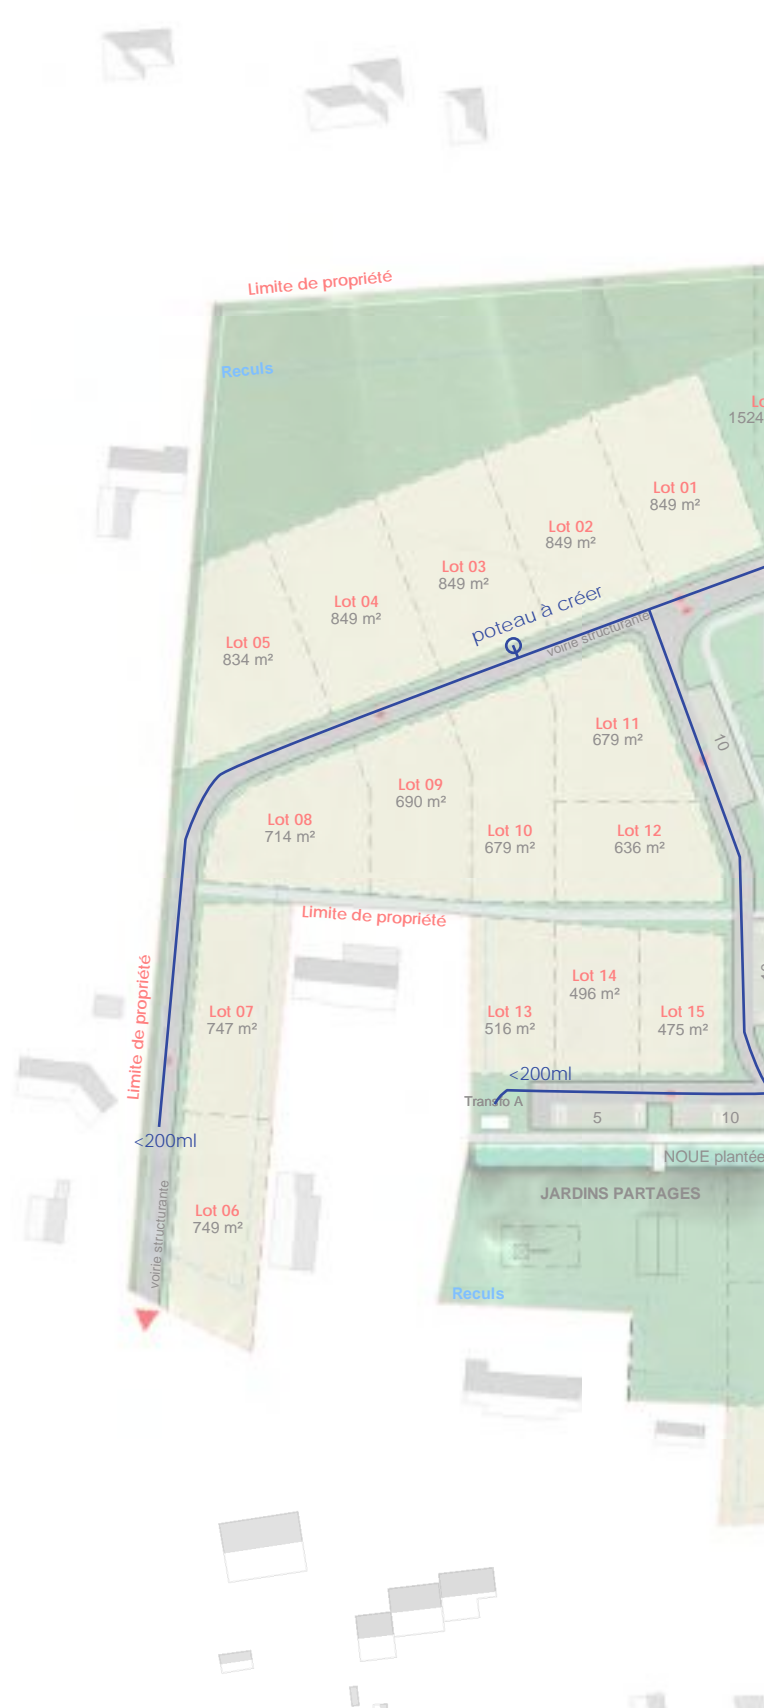 Limite de propriété
Reculs
1524
Lot 01
849 m²
Lot 02
849 m²
Lot 03
849 m²
Lot 04
849 m²
Lot 05
834 m²
poteau à créer
voirie structurante
Lot 11
679 m²
10
Lot 09
690 m²
Lot 08
714 m²
Lot 10
679 m²
Lot 12
636 m²
Limite de propriété
Limite de propriété
Lot 07
747 m²
Lot 14
496 m²
Lot 13
516 m²
Lot 15
475 m²
<200ml
Transfo A
5
10
<200ml
NOUE plantée
JARDINS PARTAGES
voirie structurante
Lot 06
749 m²
Reculs